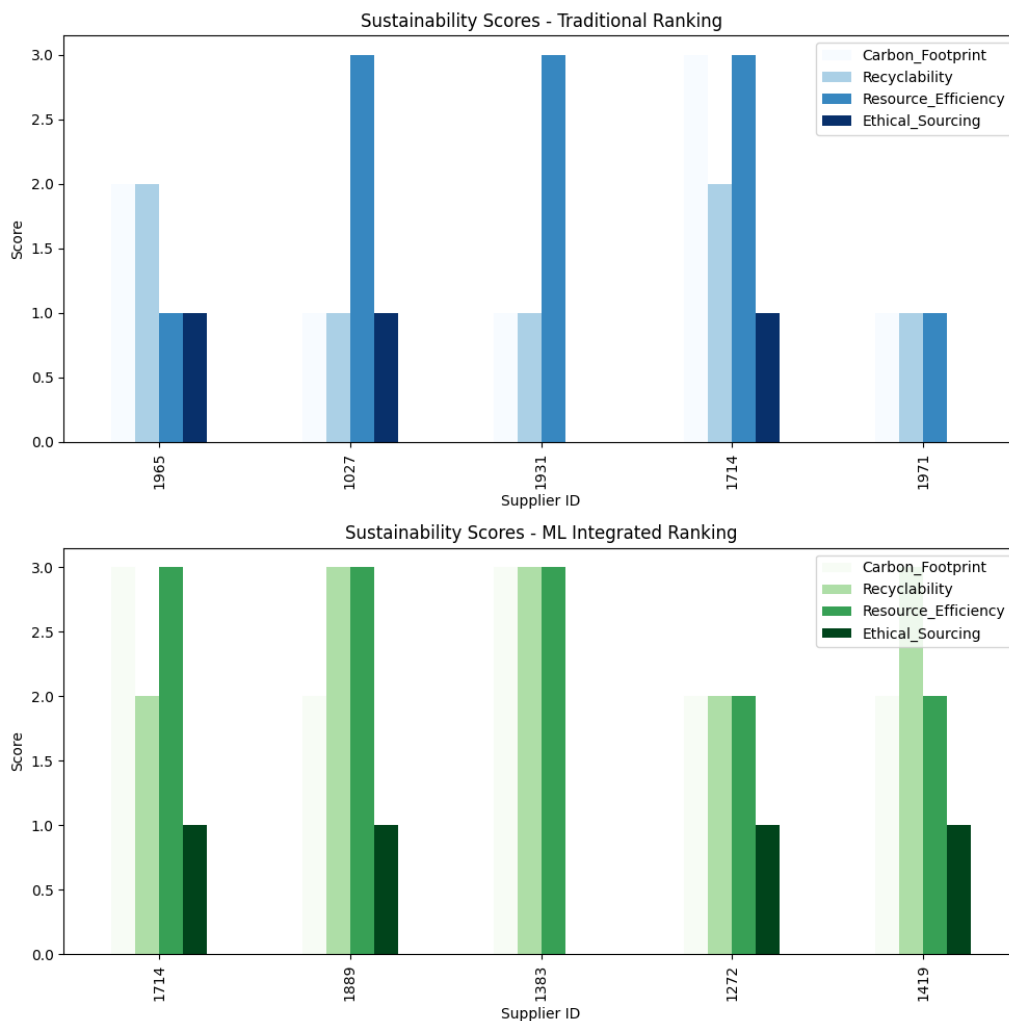 Sustainability Scores - Traditional Ranking
3.0
2.5
2.0
1.5
1.0
0.5
0.0
Score
Carbon_Footprint
Recyclability
Resource_Efficiency
Ethical_Sourcing
1965
1027
1931
1714
1971
Supplier ID
Sustainability Scores - ML Integrated Ranking
3.0
2.5
2.0
1.5
1.0
0.5
0.0
Score
Carbon_Footprint
Recyclability
Resource_Efficiency
Ethical_Sourcing
1714
1889
1383
1272
1419
Supplier ID